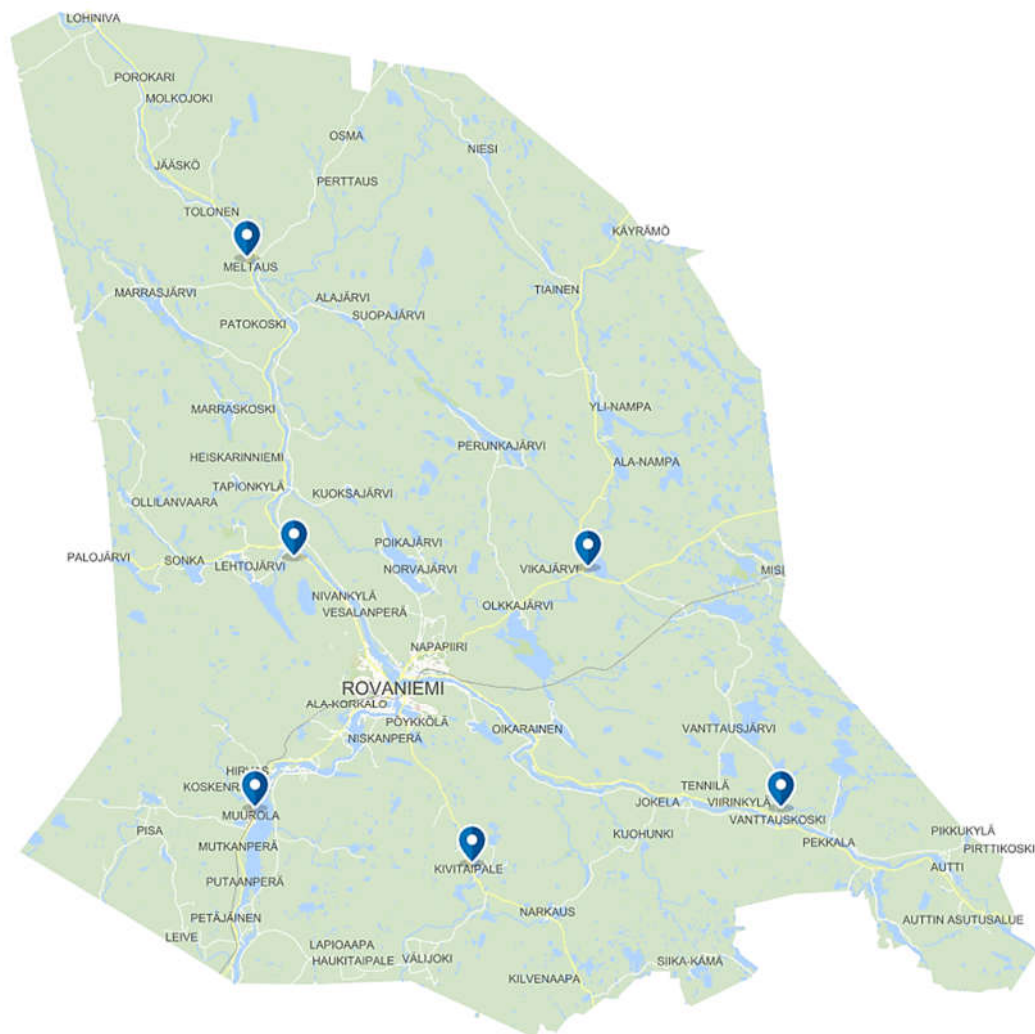 LOHINIVA
POROKARI
MOLKOJOKI
OSMA
NIESI
JÄÄSKÖ
PERTTAUS
TOLONEN
KÄYRÄMÖ
MELTAUS
MARRASJÄRVI
TIAINEN
ALAJÄRVI
SUOPAJÄRVI
PATOKOSKI
MARRASKOSKI
YLI-NAMPA
PERUNKAJÄRVI
HEISKARINNIEMI
ALA-NAMPA
TAPIONKYLÄ
KUOKSAJÄRVI
OLLILANVAARA
POIKAJÄRVI
PALOJÄRVI
SONKA
LEHTOJÄRVI
NORVAJÄRVI
VIKAJÄRVI
MISI
NIVANKYLÄ
OLKKAJÄRVI
VESALANPERÄ
NAPAPIIRI
ROVANIEMI
ALA-KORKALO
PÖYKKÖLÄ
OIKARAINEN
VANTTAUSJÄRVI
NISKANPERÄ
KOSKENR
TENNILÄ
JOKELA
VIIRINKYLÄ
MUUROLA
VANTTAUSKOSKI
PISA
KUOHUNKI
PIKKUKYLÄ
MUTKANPERÄ
PEKKALA
PIRTTIKOSKI
KIVITAIPALE
AUTTI
PUTAANPERÄ
NARKAUS
PETÄJÄINEN
AUTTIN ASUTUSALUE
LEIVE
LAPIOAAPA
HAUKITAIPALE
VÄLIJOKI
SIIKA-KÄMÄ
KILVENAAPA